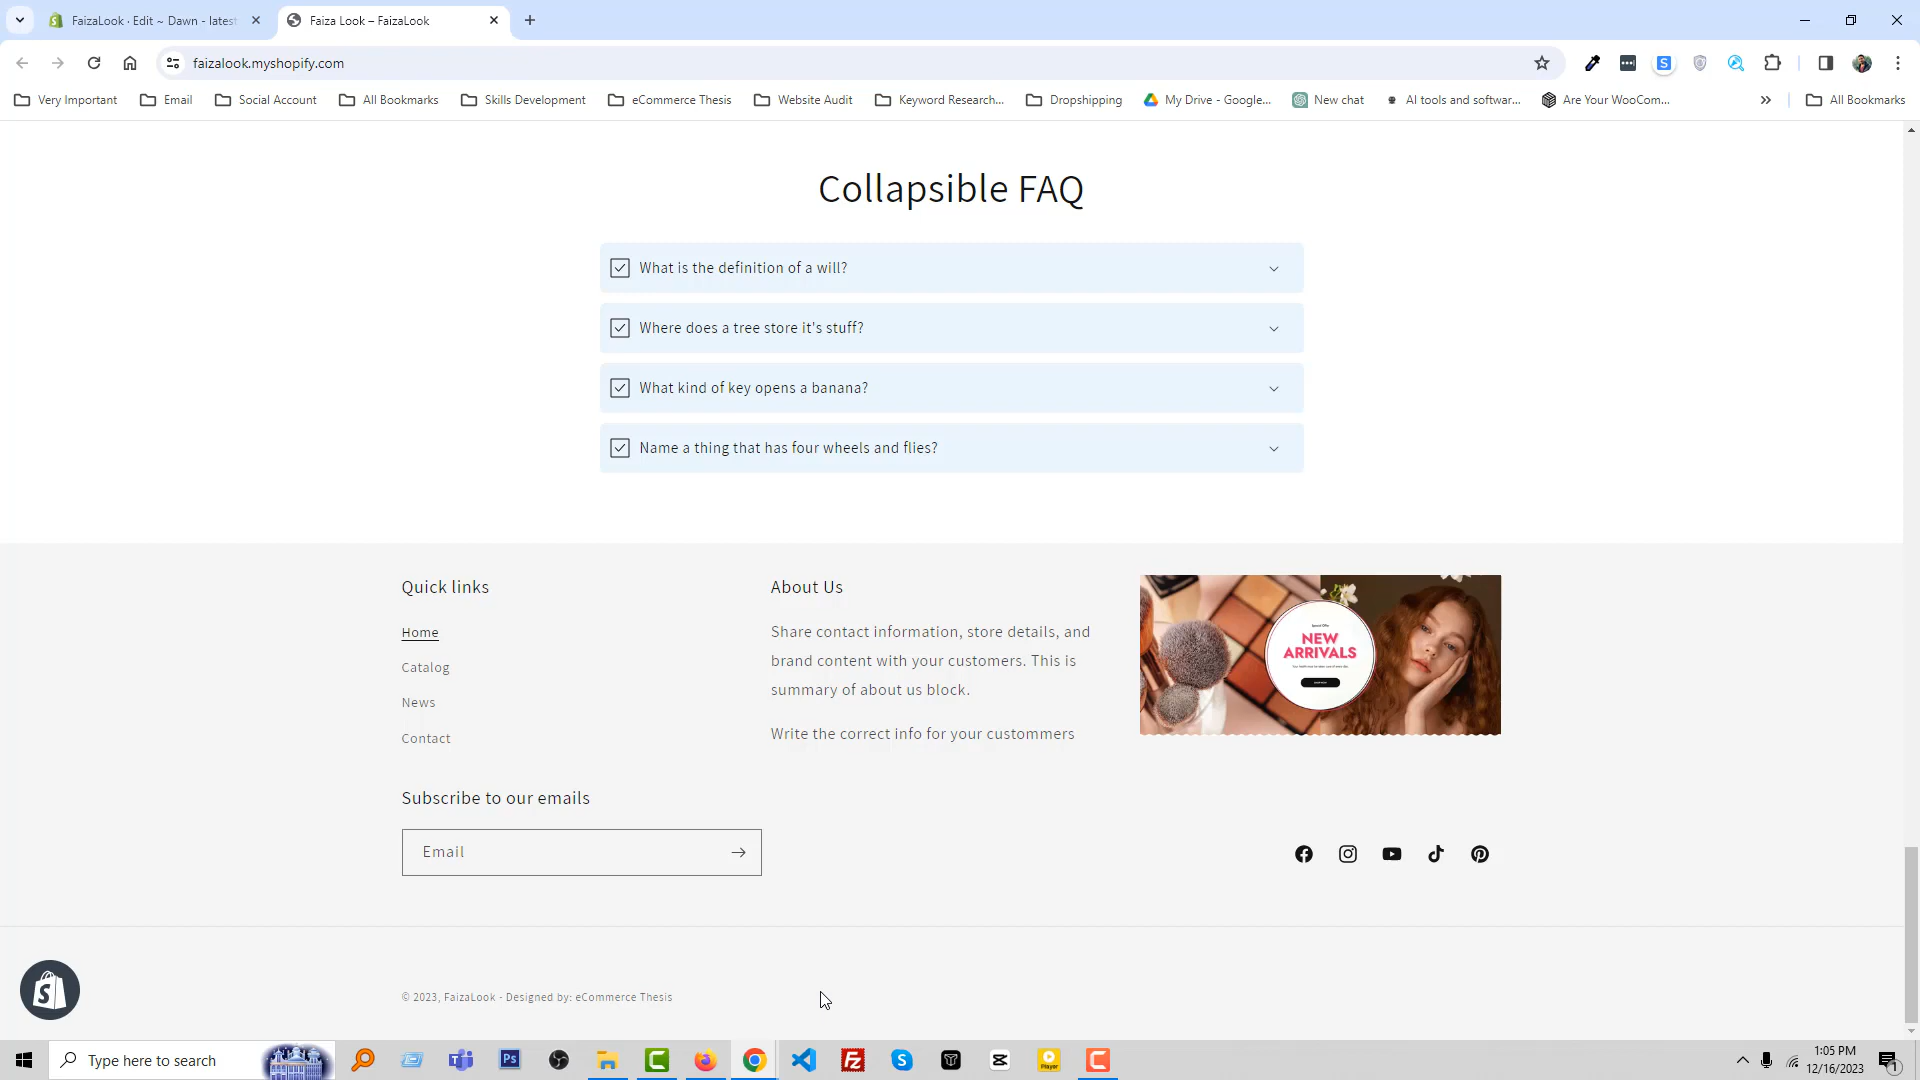 FaizaLook · Edit ~ Dawn - latest
Faiza Look – FaizaLook
faizalook.myshopify.com
Very Important
Email
Social Account
All Bookmarks
Skills Development
eCommerce Thesis
Website Audit
Keyword Research...
Dropshipping
My Drive - Google...
New chat
AI tools and softwar...
Are Your WooCom...
All Bookmarks
Collapsible FAQ
What is the definition of a will?
Where does a tree store it's stuff?
What kind of key opens a banana?
Name a thing that has four wheels and flies?
Quick links
Home
Catalog
News
Contact
About Us
Share contact information, store details, and
brand content with your customers. This is
summary of about us block.
Write the correct info for your custommers
Special Offer
NEW
ARRIVALS
Subscribe to our emails
Email
© 2023, FaizaLook - Designed by: eCommerce Thesis
Type here to search
1:05 PM
12/16/2023